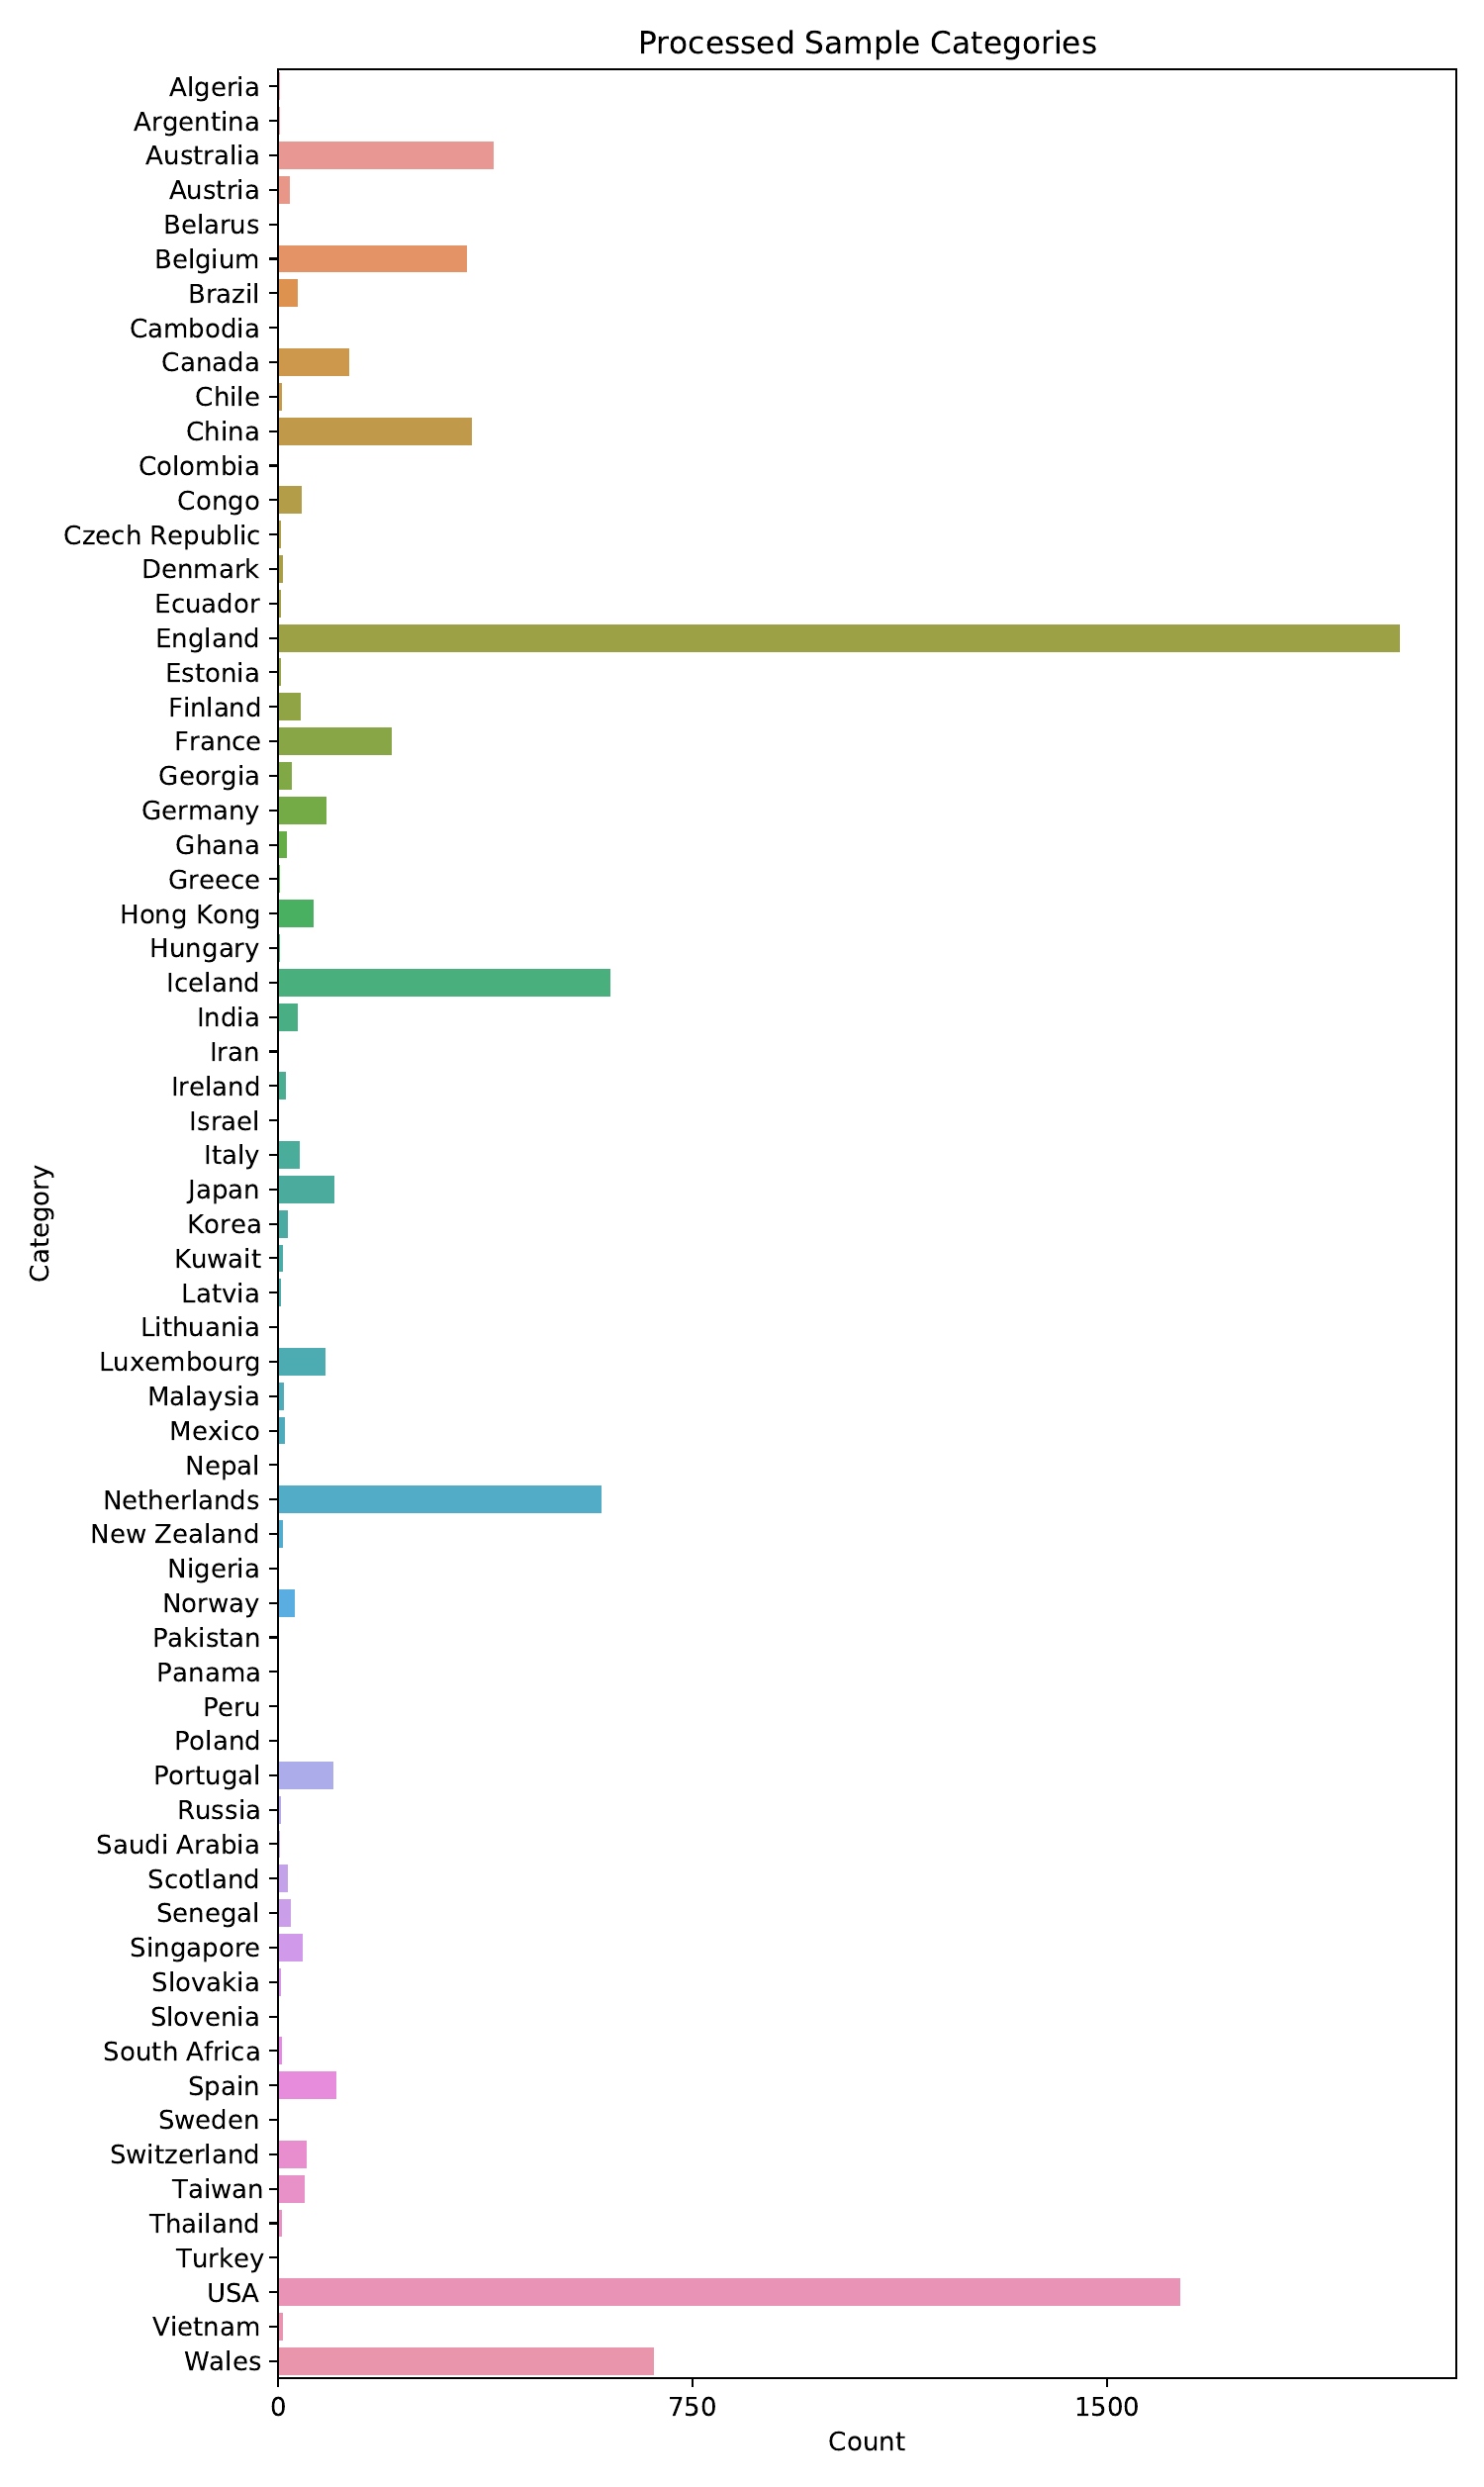 Processed Sample Categories
Algeria
Argentina
Australia
Austria
Belarus
Belgium
Brazil
Cambodia
Canada
Chile
China
Colombia
Congo
Czech Republic
Denmark
Ecuador
England
Estonia
Finland
France
Georgia
Germany
Ghana
Greece
Hong Kong
Hungary
Iceland
India
Iran
Ireland
Israel
Italy
Japan
Korea
Kuwait
Latvia
Lithuania
Luxembourg
Malaysia
Mexico
Nepal
Netherlands
New Zealand
Nigeria
Norway
Pakistan
Panama
Peru
Poland
Portugal
Russia
Saudi Arabia
Scotland
Senegal
Singapore
Slovakia
Slovenia
South Africa
Spain
Sweden
Switzerland
Taiwan
Thailand
Turkey
USA
Vietnam
Wales
Category
0 750 1500
Count